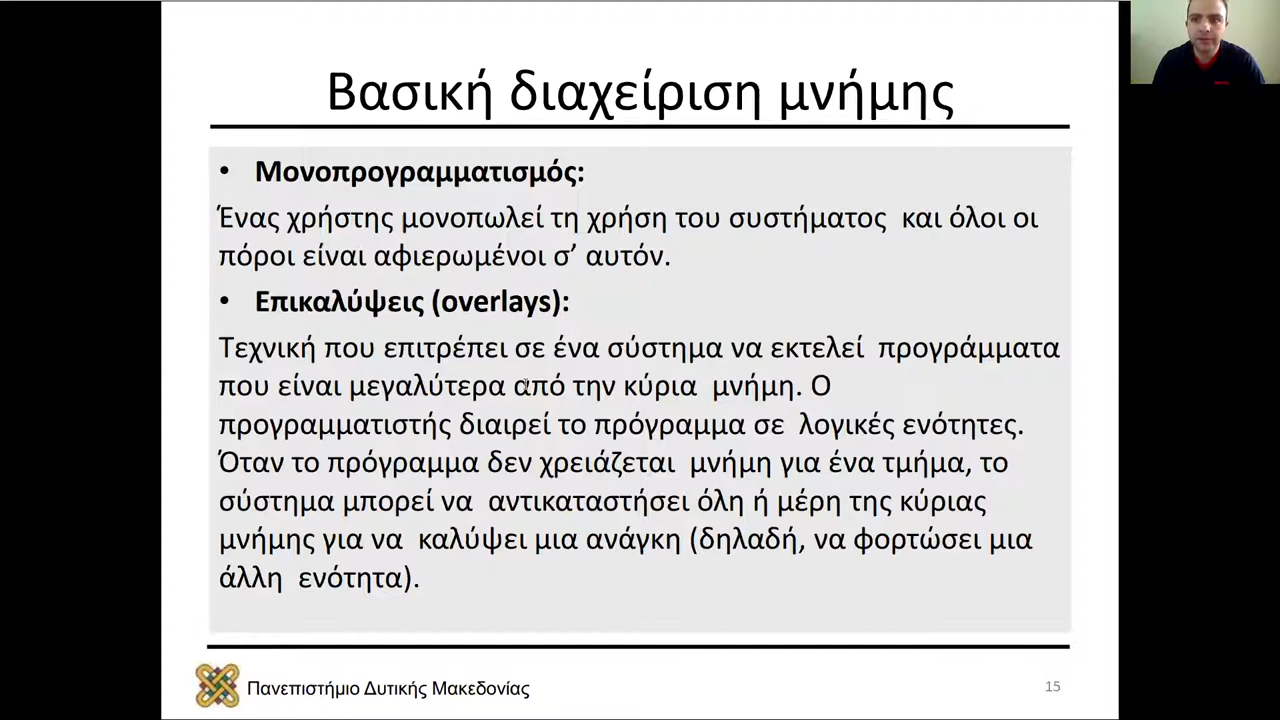 Βασική διαχείριση μνήμης
• Μονοπρογραμματισμός:
Ένας χρήστης μονοπωλεί τη χρήση του συστήματος και όλοι οι
πόροι είναι αφιερωμένοι σ’ αυτόν.
• Επικαλύψεις (overlays):
Τεχνική που επιτρέπει σε ένα σύστημα να εκτελεί προγράμματα
που είναι μεγαλύτερα από την κύρια μνήμη. Ο
προγραμματιστής διαιρεί το πρόγραμμα σε λογικές ενότητες.
Όταν το πρόγραμμα δεν χρειάζεται μνήμη για ένα τμήμα, το
σύστημα μπορεί να αντικαταστήσει όλη ή μέρη της κύριας
μνήμης για να καλύψει μια ανάγκη (δηλαδή, να φορτώσει μια
άλλη ενότητα).
Πανεπιστήμιο Δυτικής Μακεδονίας
15